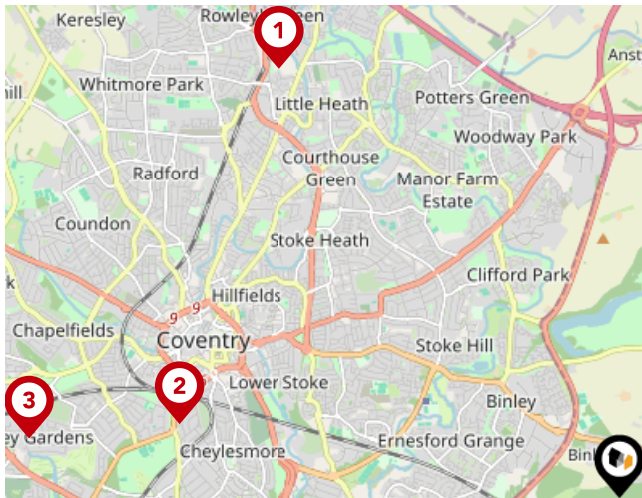 Keresley
Rowley
een
1
Anst
Whitmore Park
Little Heath
Potters Green
Woodway Park
Courthouse
Green
Radford
Manor Farm
Estate
Coundon
Stoke Heath
Clifford Park
Hillfields
9
9
Chapelfields
Coventry
Stoke Hill
2
Lower Stoke
3
Binley
ey Gardens
Ernesford Grange
Cheylesmore
Binl